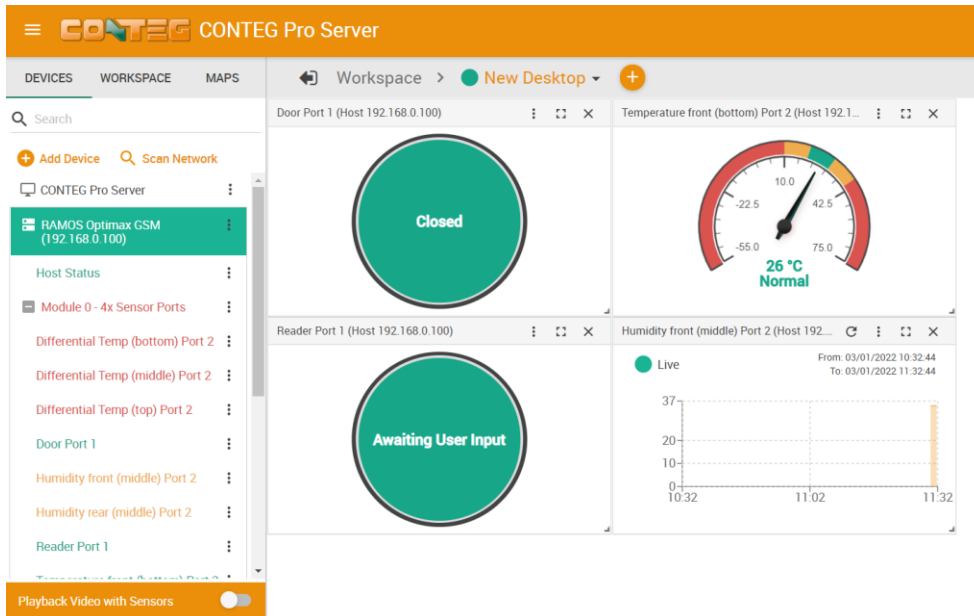 CONTEG CONTEG Pro Server
DEVICES WORKSPACE MAPS
Workspace > New Desktop
Search
Add Device Scan Network
CONTEG Pro Server
RAMOS Optimax GSM
(192.168.0.100)
Host Status
Module 0 - 4x Sensor Ports
Differential Temp (bottom) Port 2
Differential Temp (middle) Port 2
Differential Temp (top) Port 2
Door Port 1
Humidity front (middle) Port 2
Humidity rear (middle) Port 2
Reader Port 1
Playback Video with Sensors
Door Port 1 (Host 192.168.0.100)
Closed
Temperature front (bottom) Port 2 (Host 192.1...
10.0
-22.5 42.5
-55.0 75.0
26 °C
Normal
Reader Port 1 (Host 192.168.0.100)
Awaiting User Input
Humidity front (middle) Port 2 (Host 192....
Live
From: 03/01/2022 10:32:44
To: 03/01/2022 11:32:44
37
20
10
0
10:32 11:02 11:32